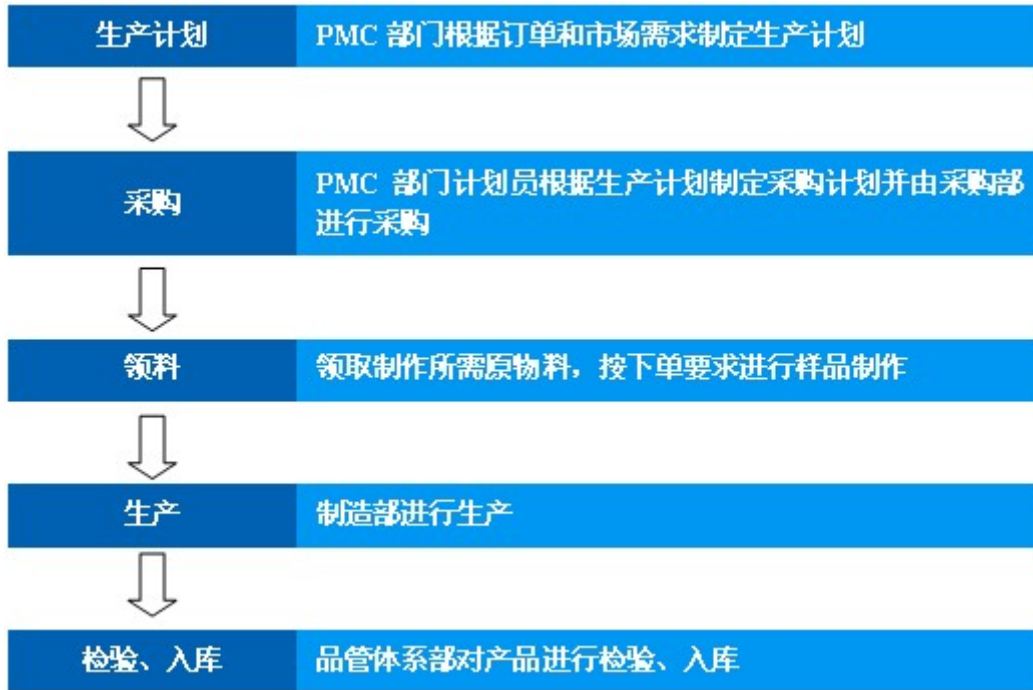 生产计划
PMC 部门根据订单和市场需求制定生产计划
采购
PMC 部门计划员根据生产计划制定采购计划并由采购部
进行采购
领料
领取制作所需原物料，按下单要求进行样品制作
生产
制造部进行生产
检验、入库
品管体系部对产品进行检验、入库